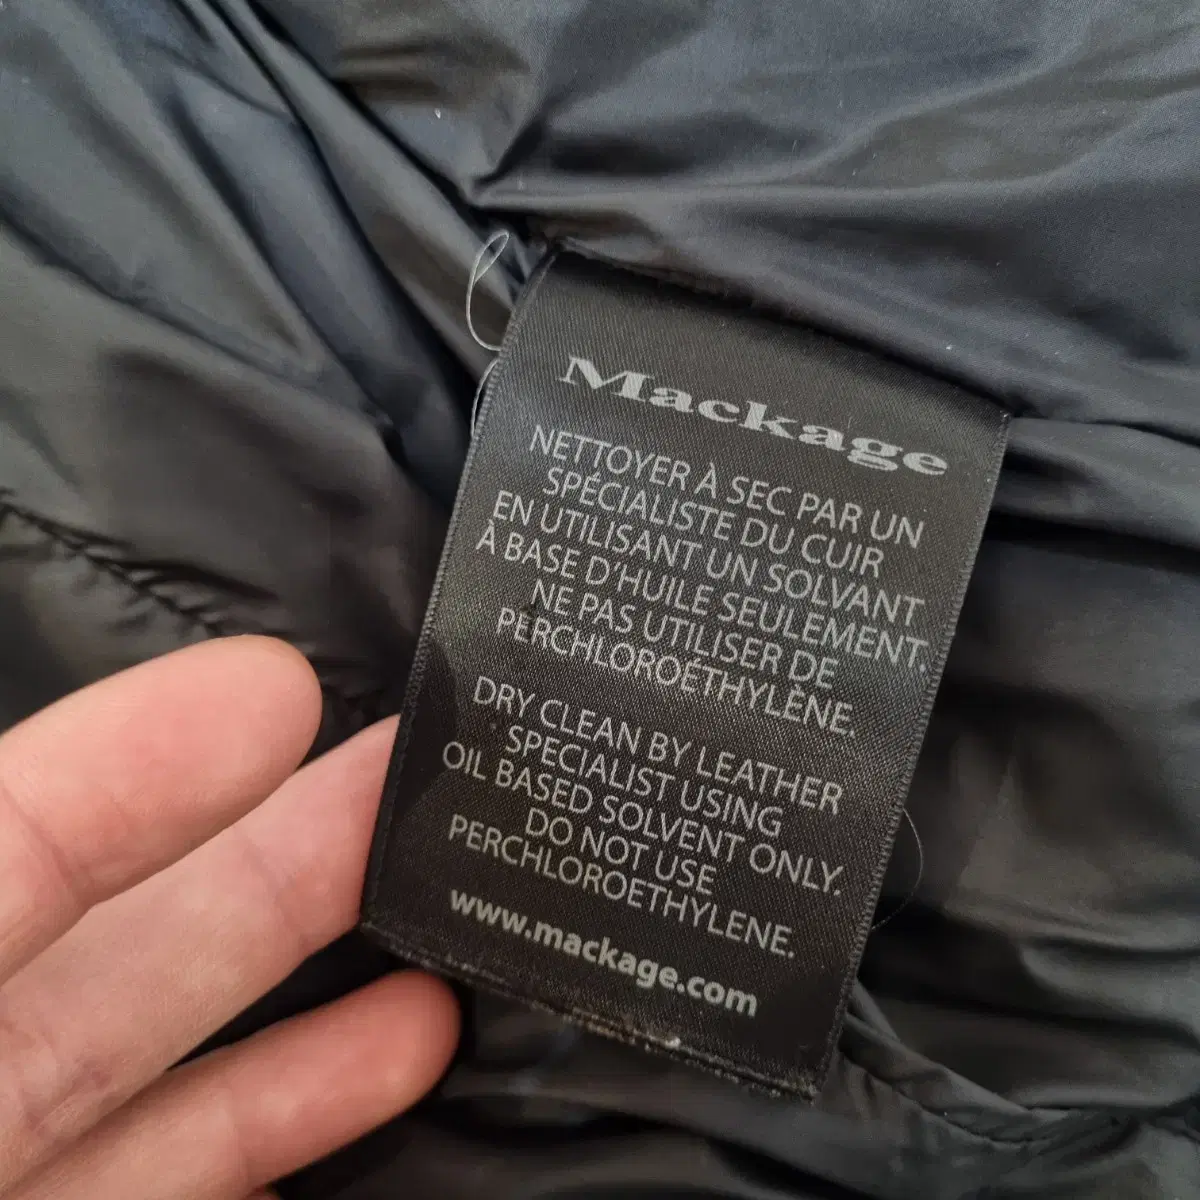 Mackage
NETTOYER À SEC PAR UN
SPÉCIALISTE DU CUIR
EN UTILISANT UN SOLVANT
À BASE D'HUILE SEULEMENT.
NE PAS UTILISER DE
PERCHLOROÉTHYLÈNE.
DRY CLEAN BY LEATHER
SPECIALIST USING
OIL BASED SOLVENT ONLY.
DO NOT USE
PERCHLOROETHYLENE.
www.mackage.com